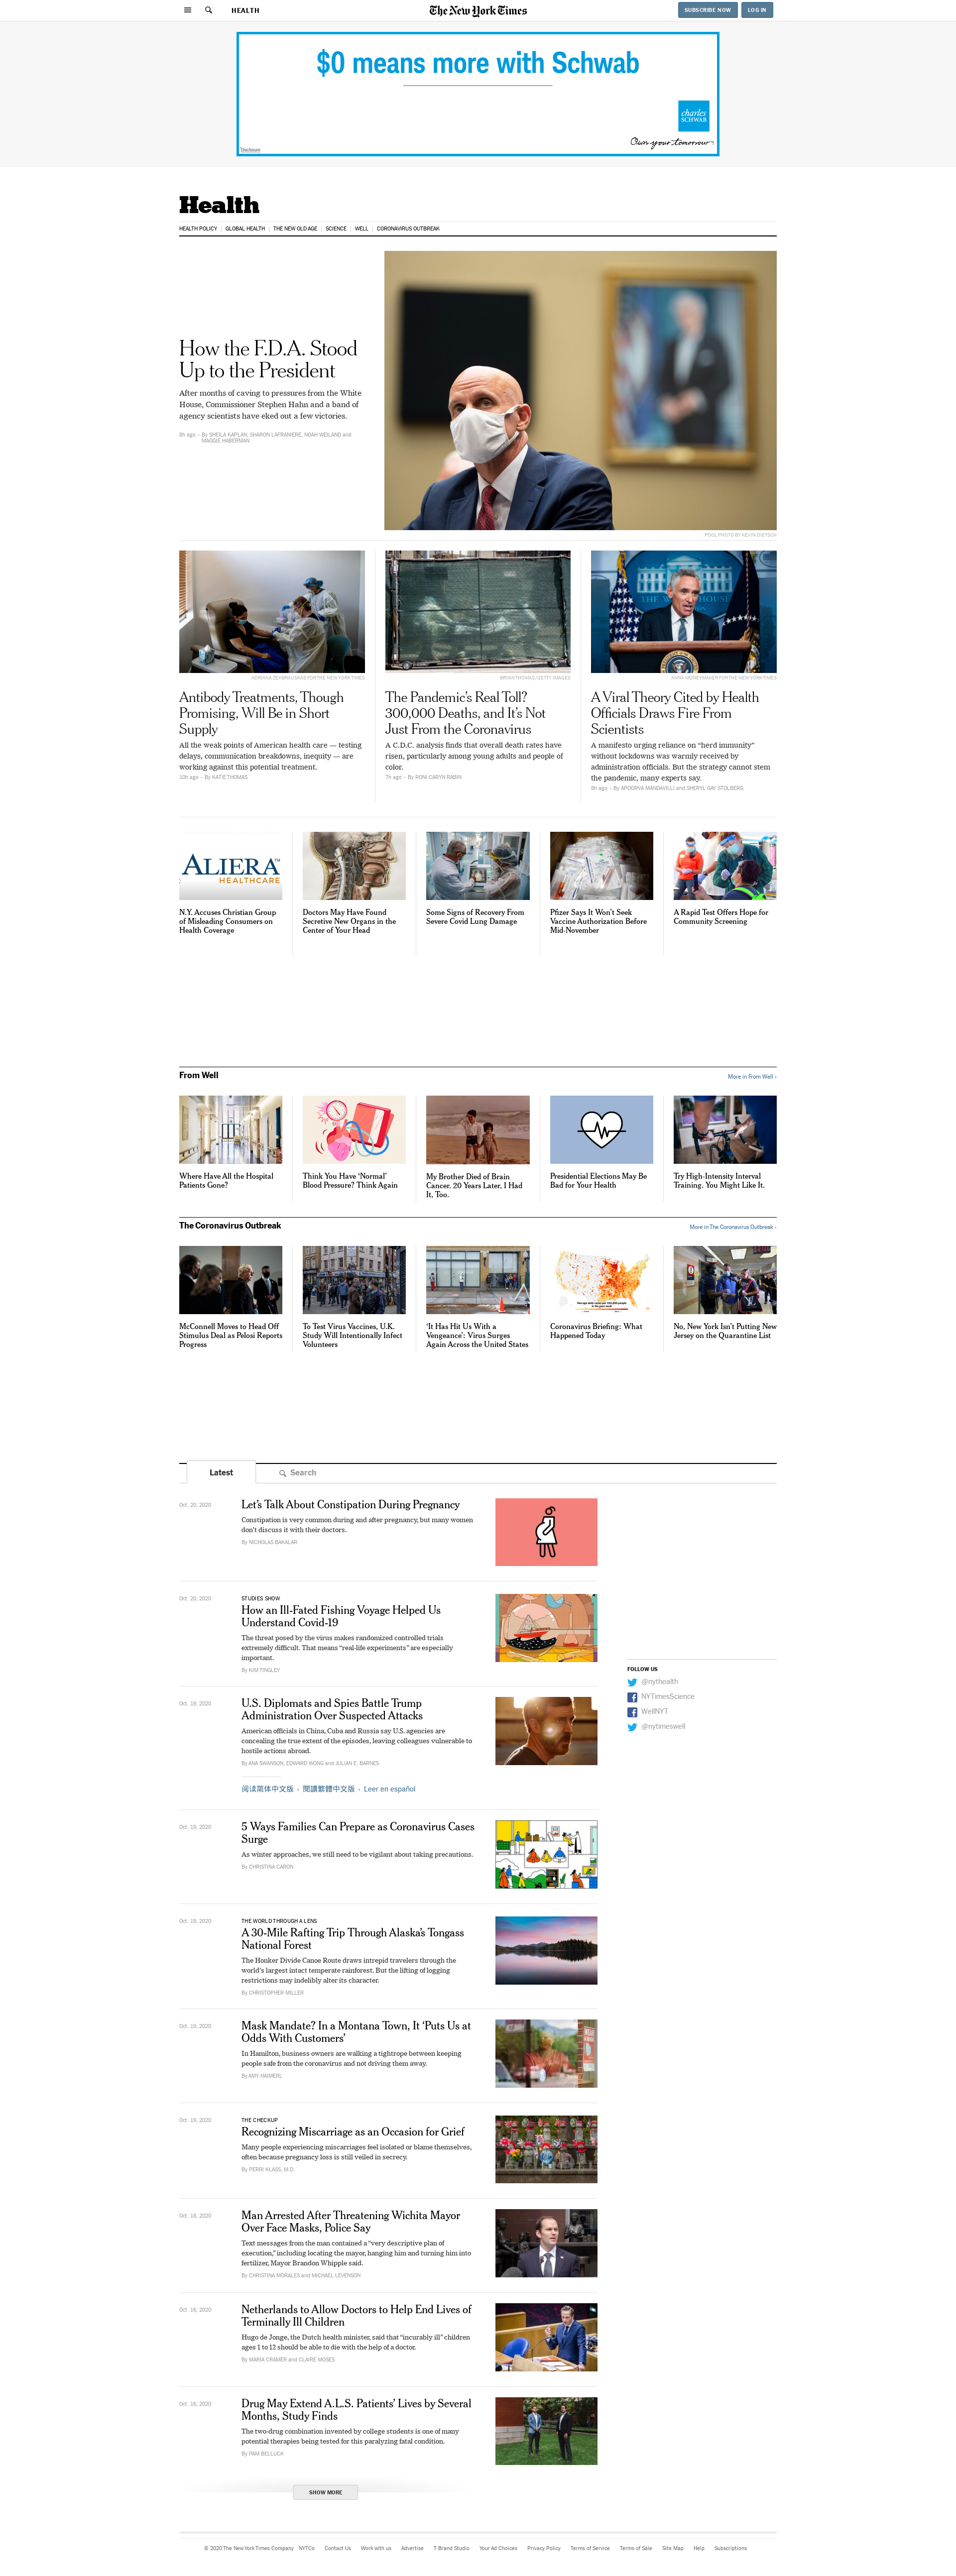 HEALTH
The New York Times
SUBSCRIBE NOW
LOG IN
$0 means more with Schwab
charles
SCHWAB
Own your tomorrow
Disclosure
Health
HEALTH POLICY
GLOBAL HEALTH
THE NEW OLD AGE
SCIENCE
WELL
CORONAVIRUS OUTBREAK
How the F.D.A. Stood
Up to the President
After months of caving to pressures from the White
House, Commissioner Stephen Hahn and a band of
agency scientists have eked out a few victories.
8h ago • By SHEILA KAPLAN, SHARON LAFRANIERE, NOAH WEILAND and
MAGGIE HABERMAN
POOL PHOTO BY KEVIN DIETSCH
ADRIANA ZEHBRAUSKAS FOR THE NEW YORK TIMES
Antibody Treatments, Though
Promising, Will Be in Short
Supply
All the weak points of American health care — testing
delays, communication breakdowns, inequity — are
working against this potential treatment.
10h ago • By KATIE THOMAS
BRYAN THOMAS/GETTY IMAGES
The Pandemic’s Real Toll?
300,000 Deaths, and It’s Not
Just From the Coronavirus
A C.D.C. analysis finds that overall death rates have
risen, particularly among young adults and people of
color.
7h ago • By RONI CARYN RABIN
ANNA MONEYMAKER FOR THE NEW YORK TIMES
A Viral Theory Cited by Health
Officials Draws Fire From
Scientists
A manifesto urging reliance on “herd immunity”
without lockdowns was warmly received by
administration officials. But the strategy cannot stem
the pandemic, many experts say.
8h ago • By APOORVA MANDAVILLI and SHERYL GAY STOLBERG
ALIERA™
HEALTHCARE
N.Y. Accuses Christian Group
of Misleading Consumers on
Health Coverage
Doctors May Have Found
Secretive New Organs in the
Center of Your Head
Some Signs of Recovery From
Severe Covid Lung Damage
Pfizer Says It Won’t Seek
Vaccine Authorization Before
Mid-November
A Rapid Test Offers Hope for
Community Screening
From Well
More in From Well ›
Where Have All the Hospital
Patients Gone?
Think You Have ‘Normal’
Blood Pressure? Think Again
My Brother Died of Brain
Cancer. 20 Years Later, I Had
It, Too.
Presidential Elections May Be
Bad for Your Health
Try High-Intensity Interval
Training. You Might Like It.
The Coronavirus Outbreak
More in The Coronavirus Outbreak ›
McConnell Moves to Head Off
Stimulus Deal as Pelosi Reports
Progress
To Test Virus Vaccines, U.K.
Study Will Intentionally Infect
Volunteers
‘It Has Hit Us With a
Vengeance’: Virus Surges
Again Across the United States
Coronavirus Briefing: What
Happened Today
No, New York Isn’t Putting New
Jersey on the Quarantine List
Latest
Search
Oct. 20, 2020
Let’s Talk About Constipation During Pregnancy
Constipation is very common during and after pregnancy, but many women
don’t discuss it with their doctors.
By NICHOLAS BAKALAR
Oct. 20, 2020
STUDIES SHOW
How an Ill-Fated Fishing Voyage Helped Us
Understand Covid-19
The threat posed by the virus makes randomized controlled trials
extremely difficult. That means “real-life experiments” are especially
important.
By KIM TINGLEY
FOLLOW US
@nythealth
NYTimesScience
WellNYT
@nytimeswell
Oct. 19, 2020
U.S. Diplomats and Spies Battle Trump
Administration Over Suspected Attacks
American officials in China, Cuba and Russia say U.S. agencies are
concealing the true extent of the episodes, leaving colleagues vulnerable to
hostile actions abroad.
By ANA SWANSON, EDWARD WONG and JULIAN E. BARNES
阅读简体中文版 • 閱讀繁體中文版 • Leer en español
Oct. 19, 2020
5 Ways Families Can Prepare as Coronavirus Cases
Surge
As winter approaches, we still need to be vigilant about taking precautions.
By CHRISTINA CARON
Oct. 19, 2020
THE WORLD THROUGH A LENS
A 30-Mile Rafting Trip Through Alaska’s Tongass
National Forest
The Honker Divide Canoe Route draws intrepid travelers through the
world’s largest intact temperate rainforest. But the lifting of logging
restrictions may indelibly alter its character.
By CHRISTOPHER MILLER
Oct. 19, 2020
Mask Mandate? In a Montana Town, It ‘Puts Us at
Odds With Customers’
In Hamilton, business owners are walking a tightrope between keeping
people safe from the coronavirus and not driving them away.
By AMY HAIMERL
Oct. 19, 2020
THE CHECKUP
Recognizing Miscarriage as an Occasion for Grief
Many people experiencing miscarriages feel isolated or blame themselves,
often because pregnancy loss is still veiled in secrecy.
By PERRI KLASS, M.D.
Oct. 18, 2020
Man Arrested After Threatening Wichita Mayor
Over Face Masks, Police Say
Text messages from the man contained a “very descriptive plan of
execution,” including locating the mayor, hanging him and turning him into
fertilizer, Mayor Brandon Whipple said.
By CHRISTINA MORALES and MICHAEL LEVENSON
Oct. 16, 2020
Netherlands to Allow Doctors to Help End Lives of
Terminally Ill Children
Hugo de Jonge, the Dutch health minister, said that “incurably ill” children
ages 1 to 12 should be able to die with the help of a doctor.
By MARIA CRAMER and CLAIRE MOSES
Oct. 16, 2020
Drug May Extend A.L.S. Patients’ Lives by Several
Months, Study Finds
The two-drug combination invented by college students is one of many
potential therapies being tested for this paralyzing fatal condition.
By PAM BELLUCK
SHOW MORE
© 2020 The New York Times Company
NYTCo
Contact Us
Work with us
Advertise
T Brand Studio
Your Ad Choices
Privacy Policy
Terms of Service
Terms of Sale
Site Map
Help
Subscriptions